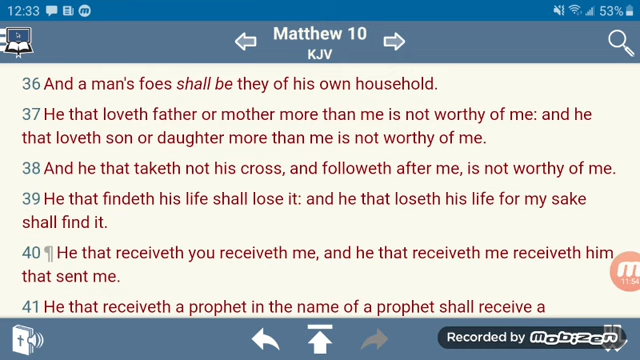 12:33
53%
Matthew 10
KJV
36 And a man's foes shall be they of his own household.
37 He that loveth father or mother more than me is not worthy of me: and he
that loveth son or daughter more than me is not worthy of me.
38 And he that taketh not his cross, and followeth after me, is not worthy of me.
39 He that findeth his life shall lose it: and he that loseth his life for my sake
shall find it.
40 ¶ He that receiveth you receiveth me, and he that receiveth me receiveth him
that sent me.
41 He that receiveth a prophet in the name of a prophet shall receive a
11:54
Recorded by Mobizen